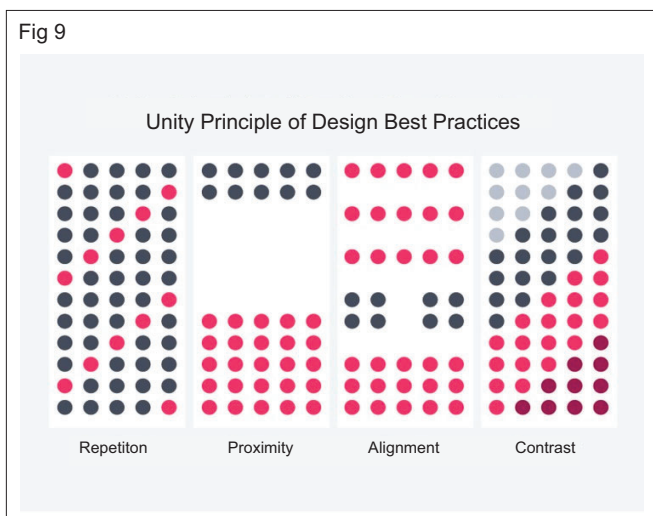 Fig 9
Unity Principle of Design Best Practices
Repetiton
Proximity
Alignment
Contrast